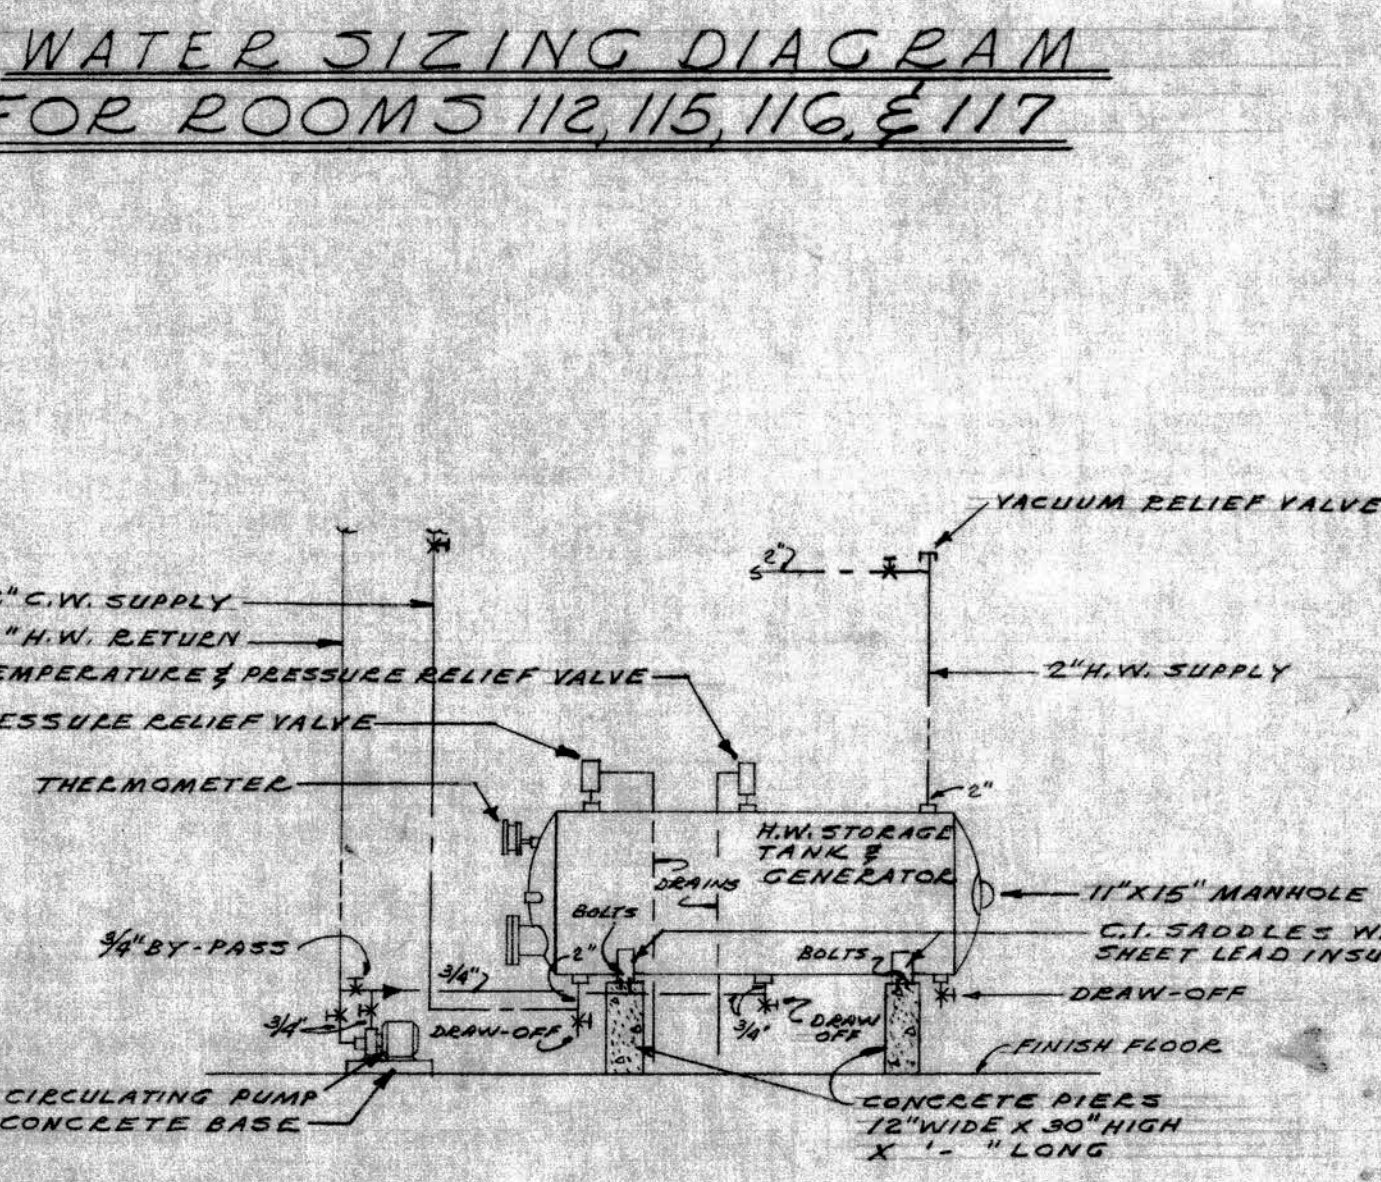 WATER SIZING DIAGRAM
FOR ROOMS 112, 115, 116, & 117
VACUUM RELIEF VALVE
2"
" C.W. SUPPLY
" H.W. RETURN
2" H.W. SUPPLY
EMPERATURE & PRESSURE RELIEF VALVE
ESSURE RELIEF VALVE
THERMOMETER
2"
H.W. STORAGE
TANK &
GENERATOR
DRAINS
11" X 15" MANHOLE
BOLTS
C.I. SADDLES W.
SHEET LEAD INSU
3/4" BY-PASS
2"
BOLTS
3/4"
DRAW-OFF
3/4"
DRAW-OFF
3/4"
DRAW
OFF
FINISH FLOOR
CIRCULATING PUMP
CONCRETE BASE
CONCRETE PIERS
12" WIDE X 30" HIGH
X ' - " LONG